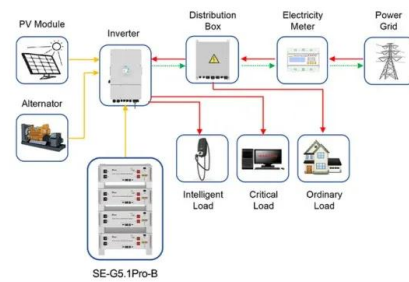 PV Module
Inverter
Distribution
Box
Electricity
Meter
Power
Grid
Alternator
Intelligent
Load
Critical
Load
Ordinary
Load
SE-G5.1Pro-B